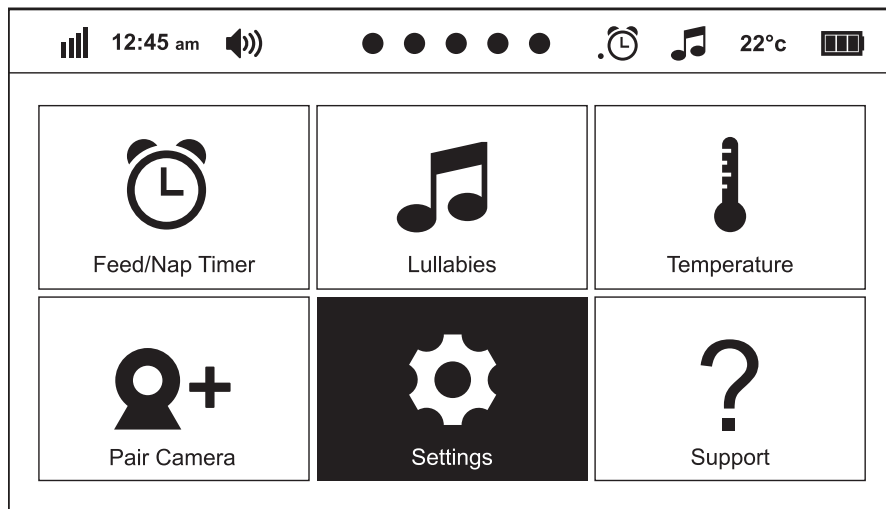 12:45 am 22°c
Feed/Nap Timer Lullabies Temperature
Pair Camera Settings Support